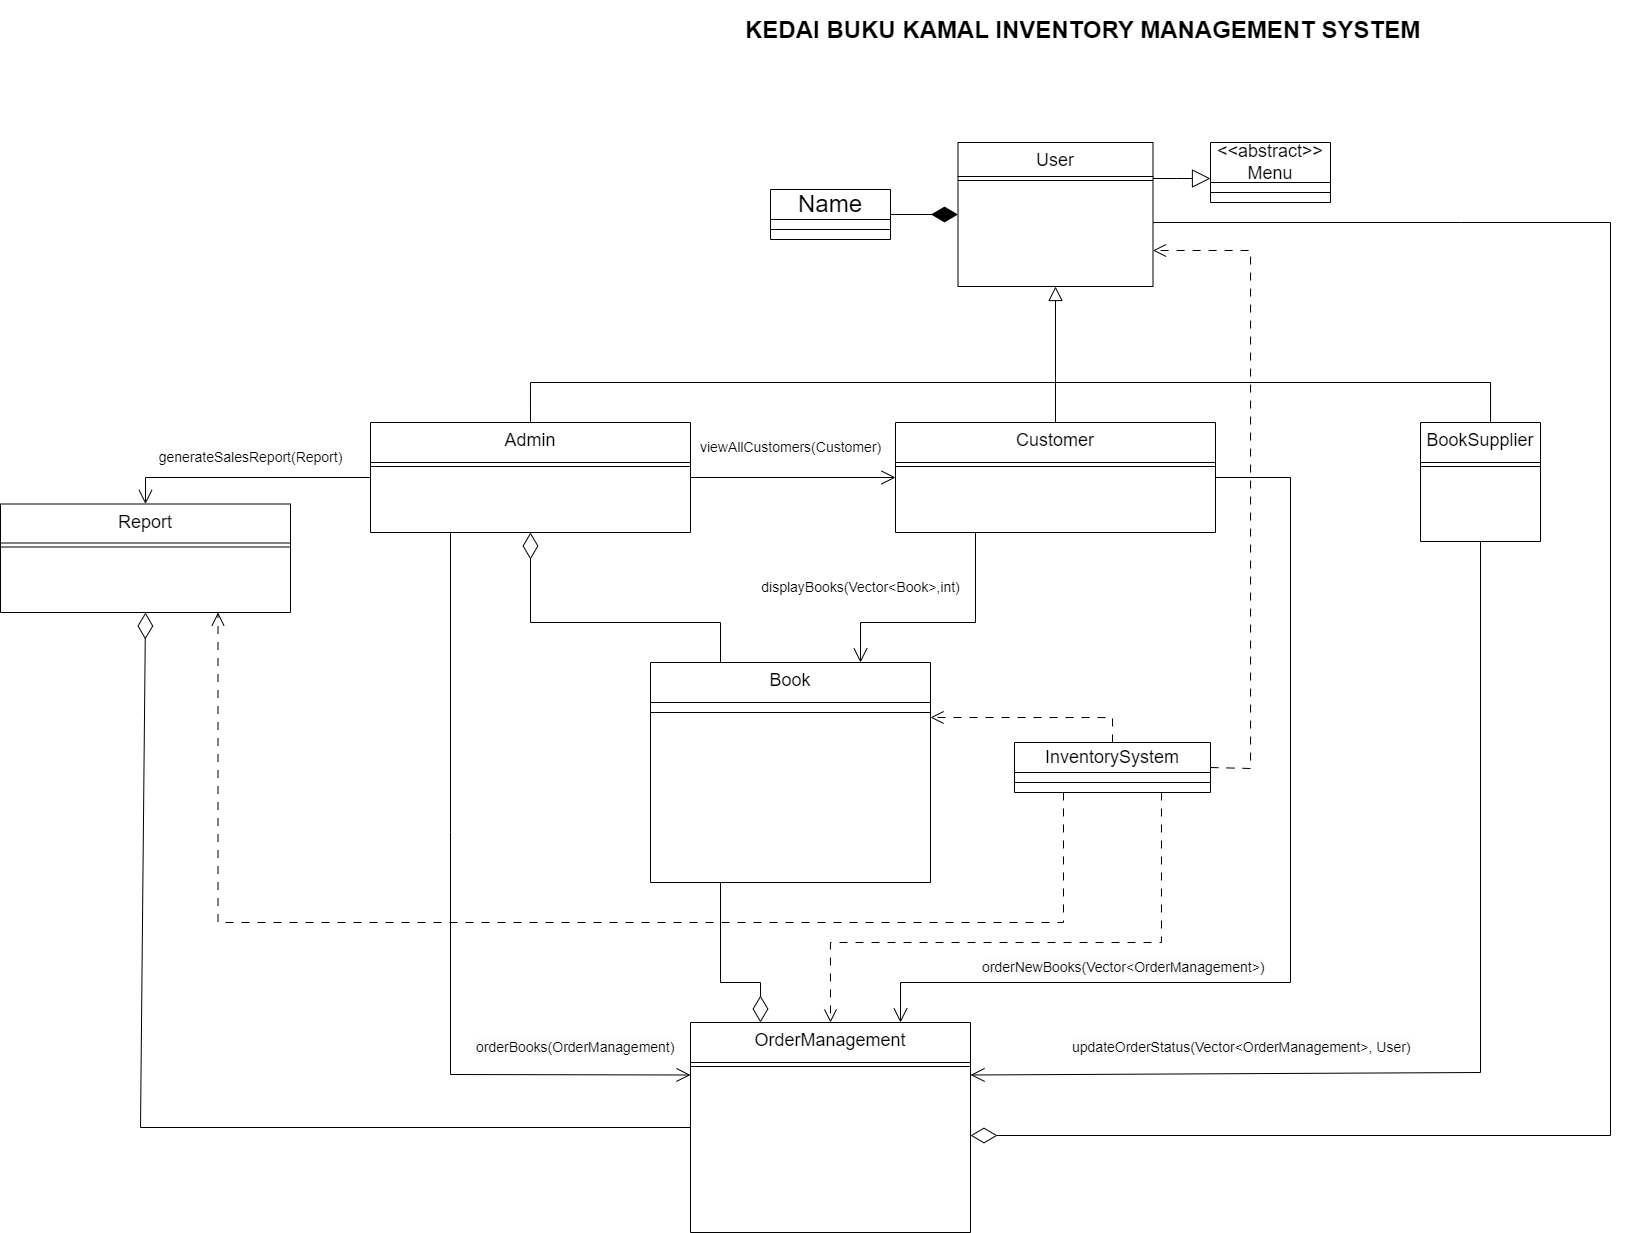 KEDAI BUKU KAMAL INVENTORY MANAGEMENT SYSTEM
User
<<abstract>>
Menu
Name
Admin
viewAllCustomers(Customer)
Customer
BookSupplier
generateSalesReport(Report)
Report
displayBooks(Vector<Book>,int)
Book
InventorySystem
orderNewBooks(Vector<OrderManagement>)
OrderManagement
orderBooks(OrderManagement)
updateOrderStatus(Vector<OrderManagement>, User)